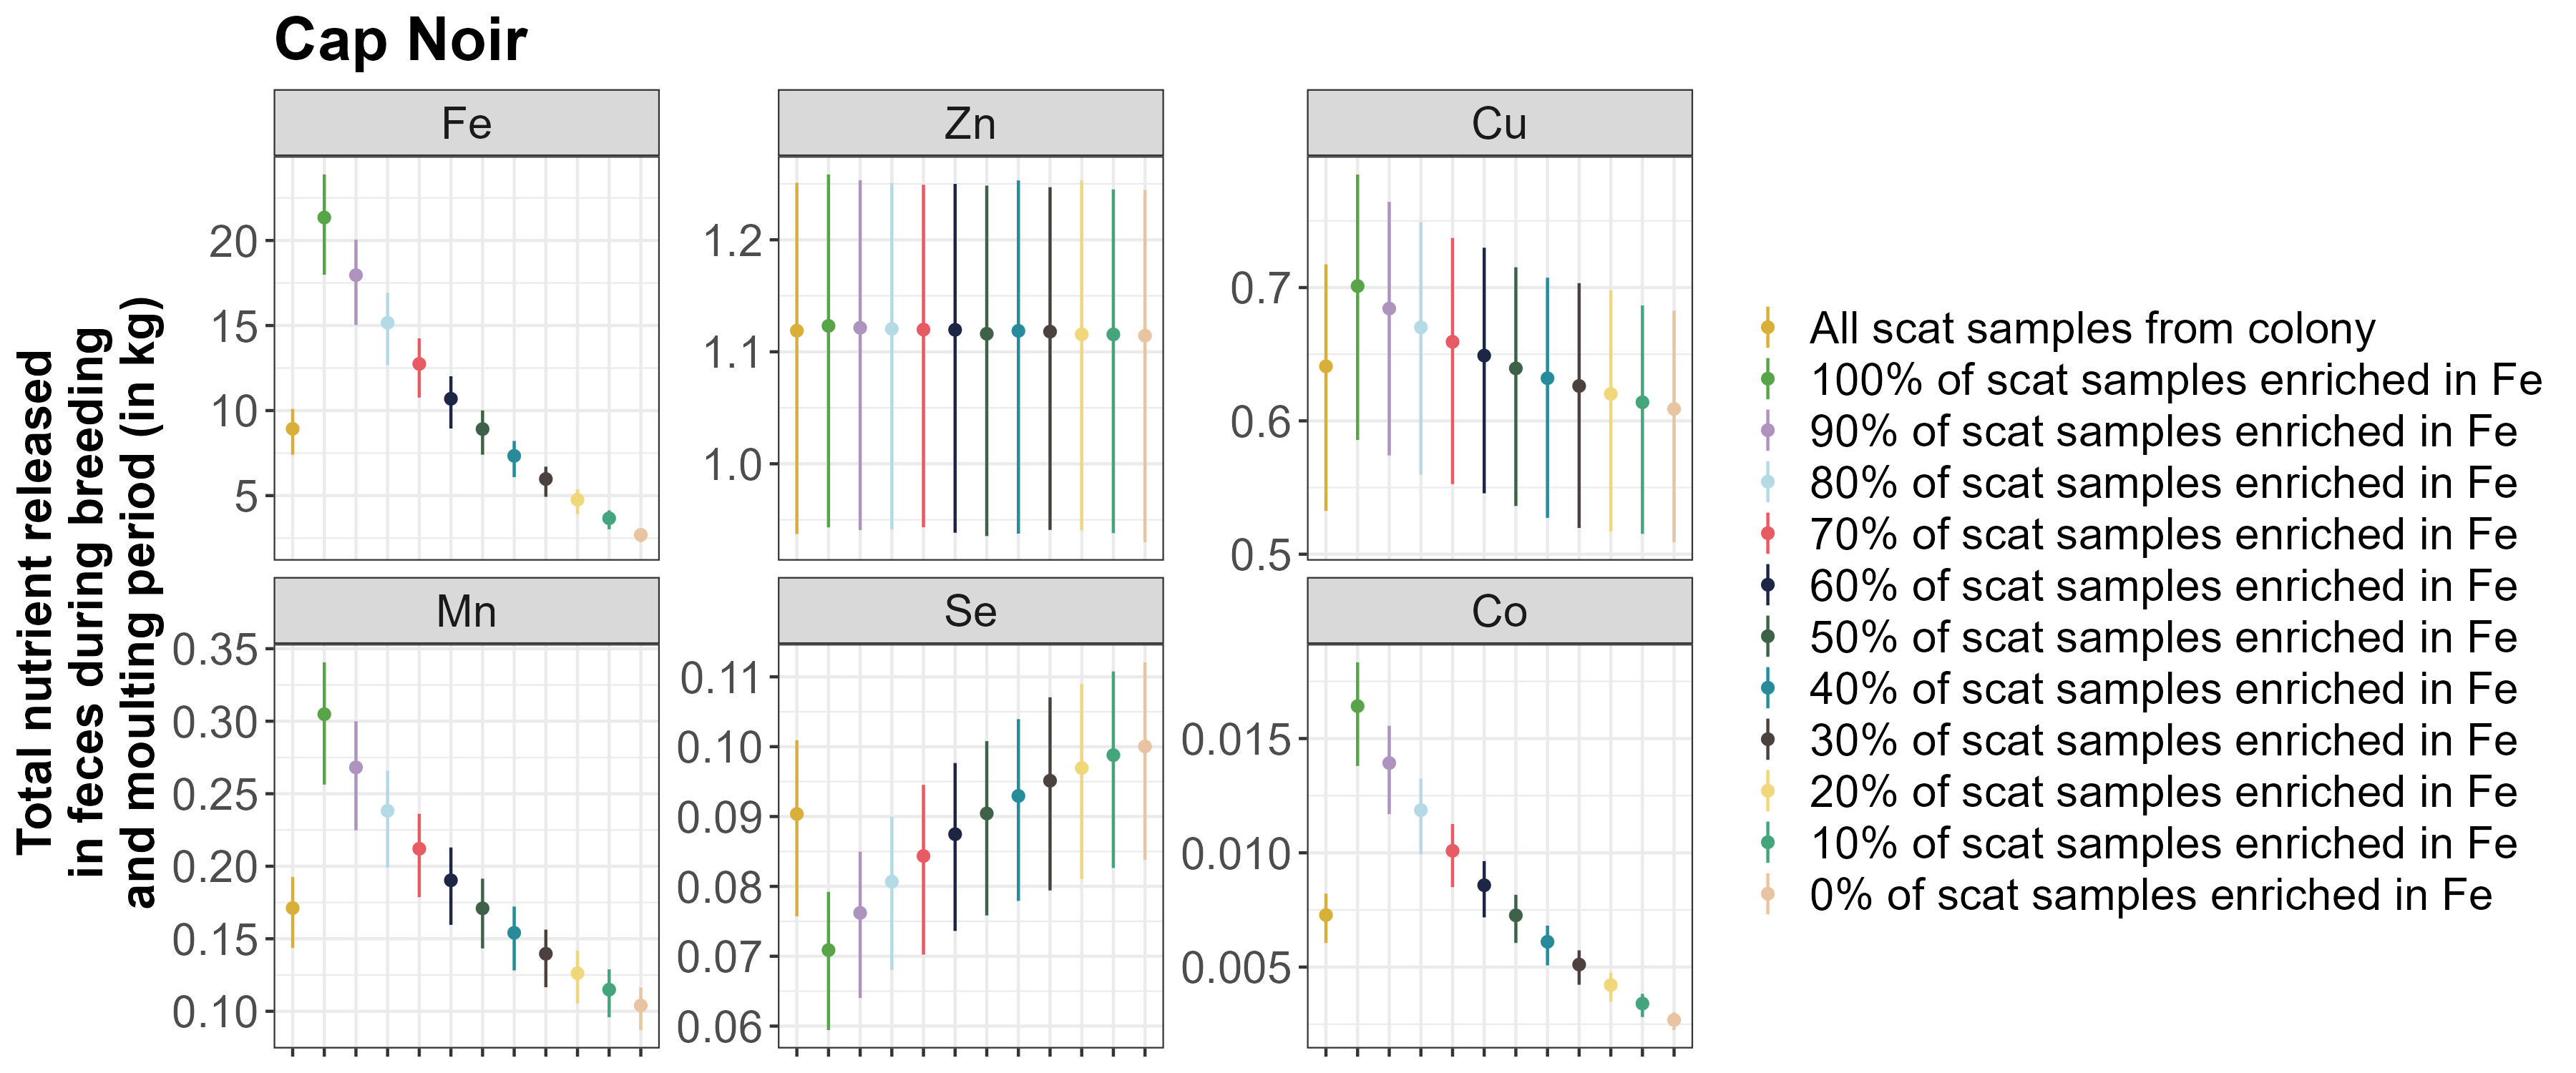 Cap Noir
Total nutrient released
in feces during breeding
and moulting period (in kg)
Fe
20
15
10
5
Zn
1.2
1.1
1.0
Cu
0.7
0.6
0.5
Mn
0.35
0.30
0.25
0.20
0.15
0.10
Se
0.11
0.10
0.09
0.08
0.07
0.06
Co
0.015
0.010
0.005
All scat samples from colony
100% of scat samples enriched in Fe
90% of scat samples enriched in Fe
80% of scat samples enriched in Fe
70% of scat samples enriched in Fe
60% of scat samples enriched in Fe
50% of scat samples enriched in Fe
40% of scat samples enriched in Fe
30% of scat samples enriched in Fe
20% of scat samples enriched in Fe
10% of scat samples enriched in Fe
0% of scat samples enriched in Fe